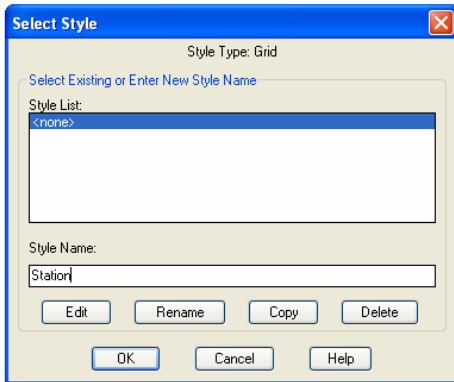 Select Style
Style Type: Grid
Select Existing or Enter New Style Name
Style List:
<none>
Style Name:
Station
Edit Rename Copy Delete
OK Cancel Help